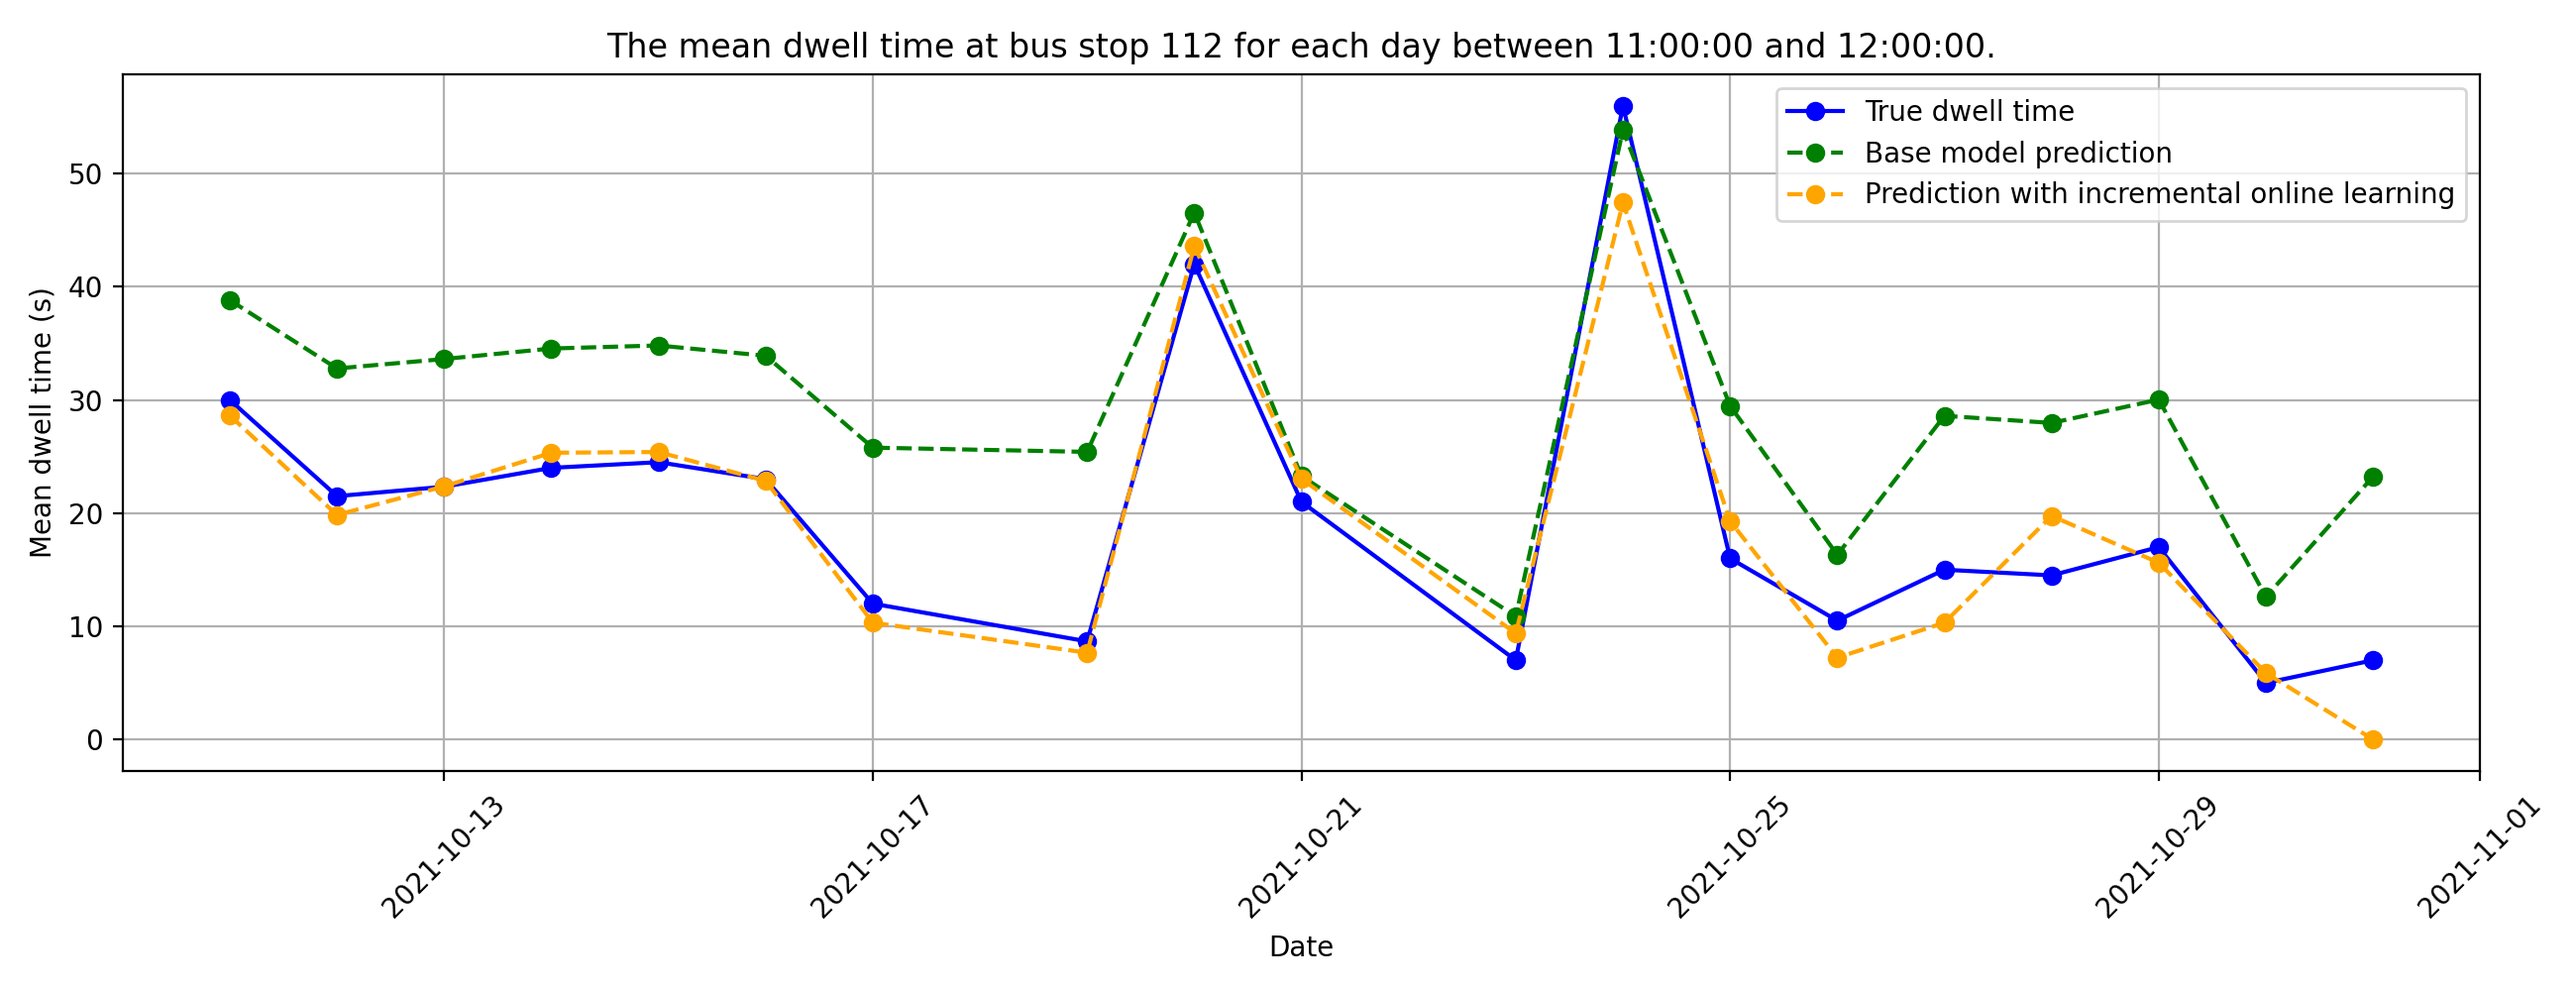 The mean dwell time at bus stop 112 for each day between 11:00:00 and 12:00:00.
True dwell time
Base model prediction
Prediction with incremental online learning
Mean dwell time (s)
50
40
30
20
10
0
2021-10-13
2021-10-17
2021-10-21
2021-10-25
2021-10-29
2021-11-01
Date